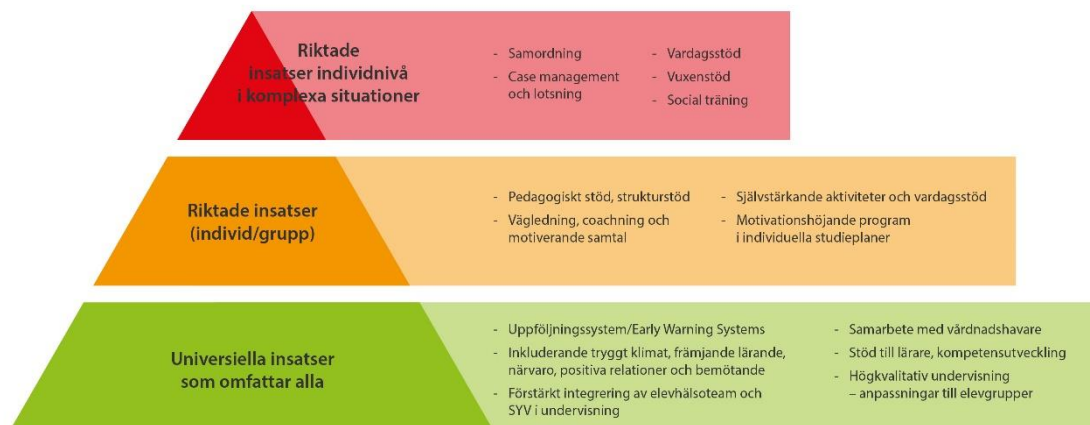 Riktade
insatser individnivå
i komplexa situationer
- Samordning
- Case management
och lotsning
- Vardagsstöd
- Vuxenstöd
- Social träning
Riktade insatser
(individ/grupp)
- Pedagogiskt stöd, strukturstöd
- Vägledning, coachning och
motiverande samtal
- Självstärkande aktiviteter och vardagsstöd
- Motivationshöjande program
i individuella studieplaner
Universiella insatser
som omfattar alla
- Uppföljningssystem/Early Warning Systems
- Inkluderande tryggt klimat, främjande lärande,
närvaro, positiva relationer och bemötande
- Förstärkt integrering av elevhälsoteam och
SYV i undervisning
- Samarbete med vårdnadshavare
- Stöd till lärare, kompetensutveckling
- Högkvalitativ undervisning
– anpassningar till elevgrupper